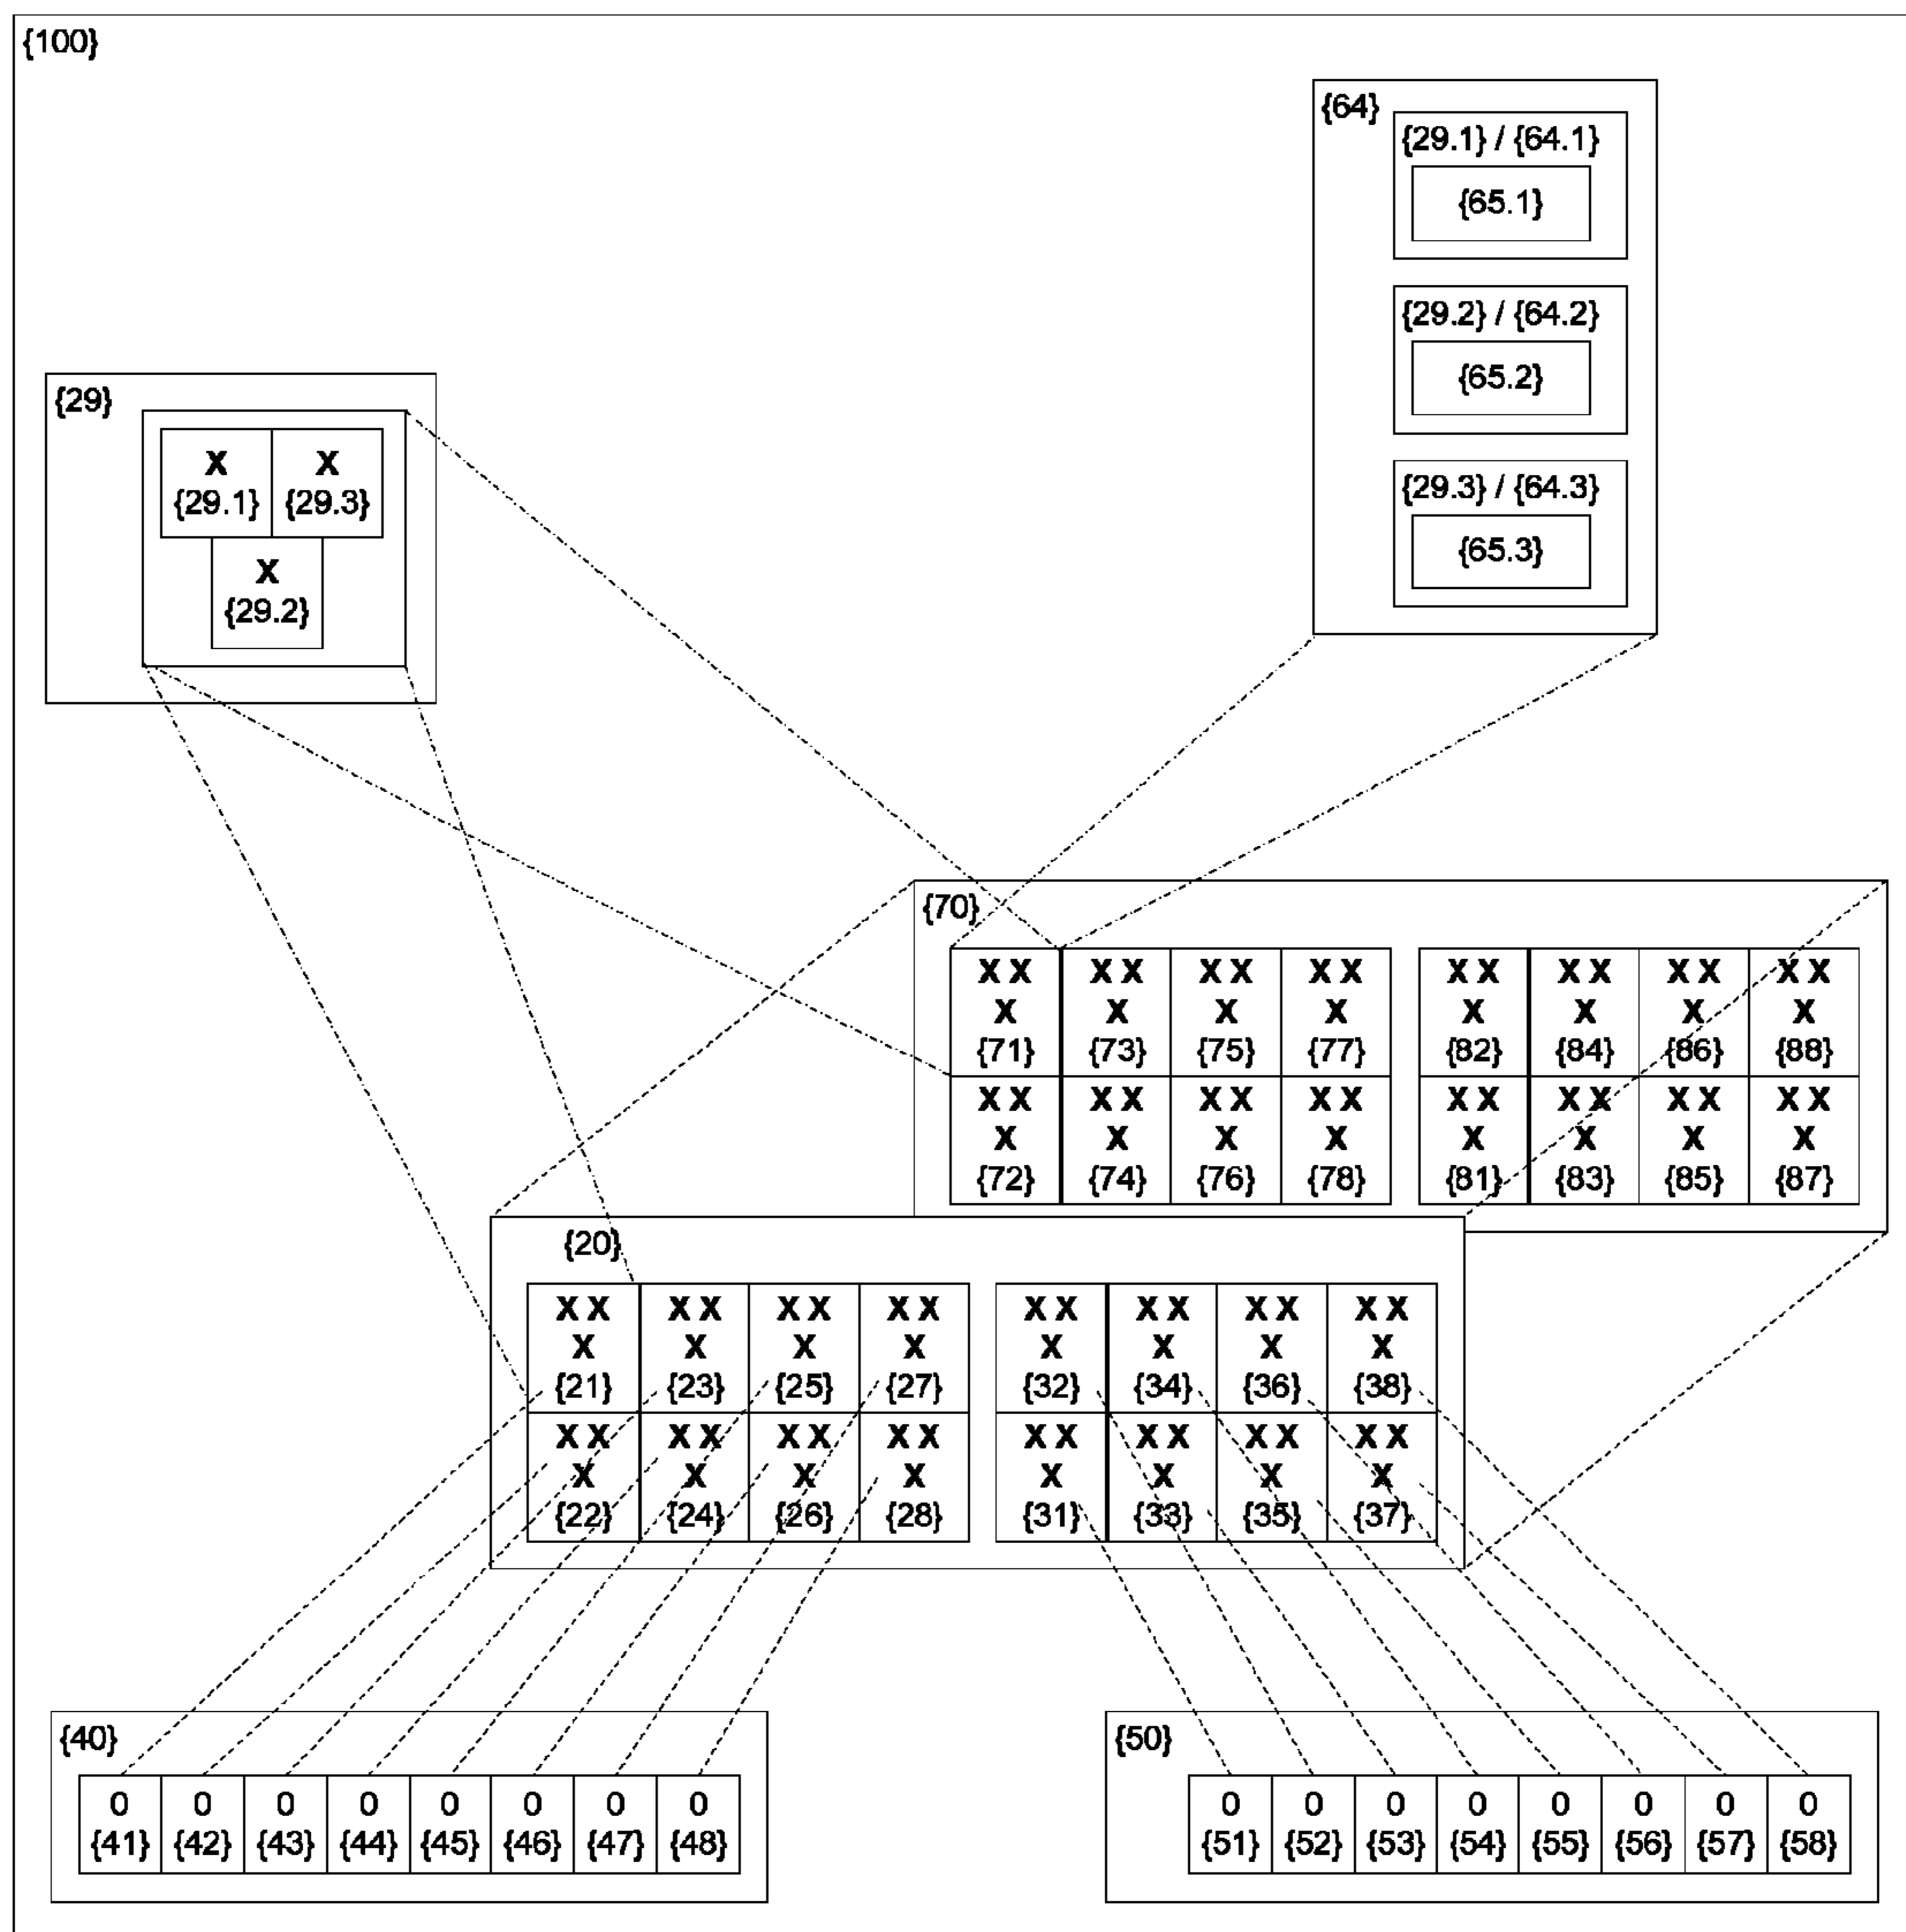 {100}
{64}
{29.1} / {64.1}
{65.1}
{29.2} / {64.2}
{65.2}
{29.3} / {64.3}
{65.3}
{29}
X X
{29.1} {29.3}
X
{29.2}
{70}
X X X X X X X X X X X X X X X X
X X X X X X X X
{71} {73} {75} {77} {82} {84} {86} {88}
X X X X X X X X X X X X X X X X
X X X X X X X X
{72} {74} {76} {78} {81} {83} {85} {87}
{20}
X X X X X X X X X X X X X X X X
X X X X X X X X
{21} {23} {25} {27} {32} {34} {36} {38}
X X X X X X X X X X X X X X X X
X X X X X X X X
{22} {24} {26} {28} {31} {33} {35} {37}
{40}
0 0 0 0 0 0 0 0
{41} {42} {43} {44} {45} {46} {47} {48}
{50}
0 0 0 0 0 0 0 0
{51} {52} {53} {54} {55} {56} {57} {58}